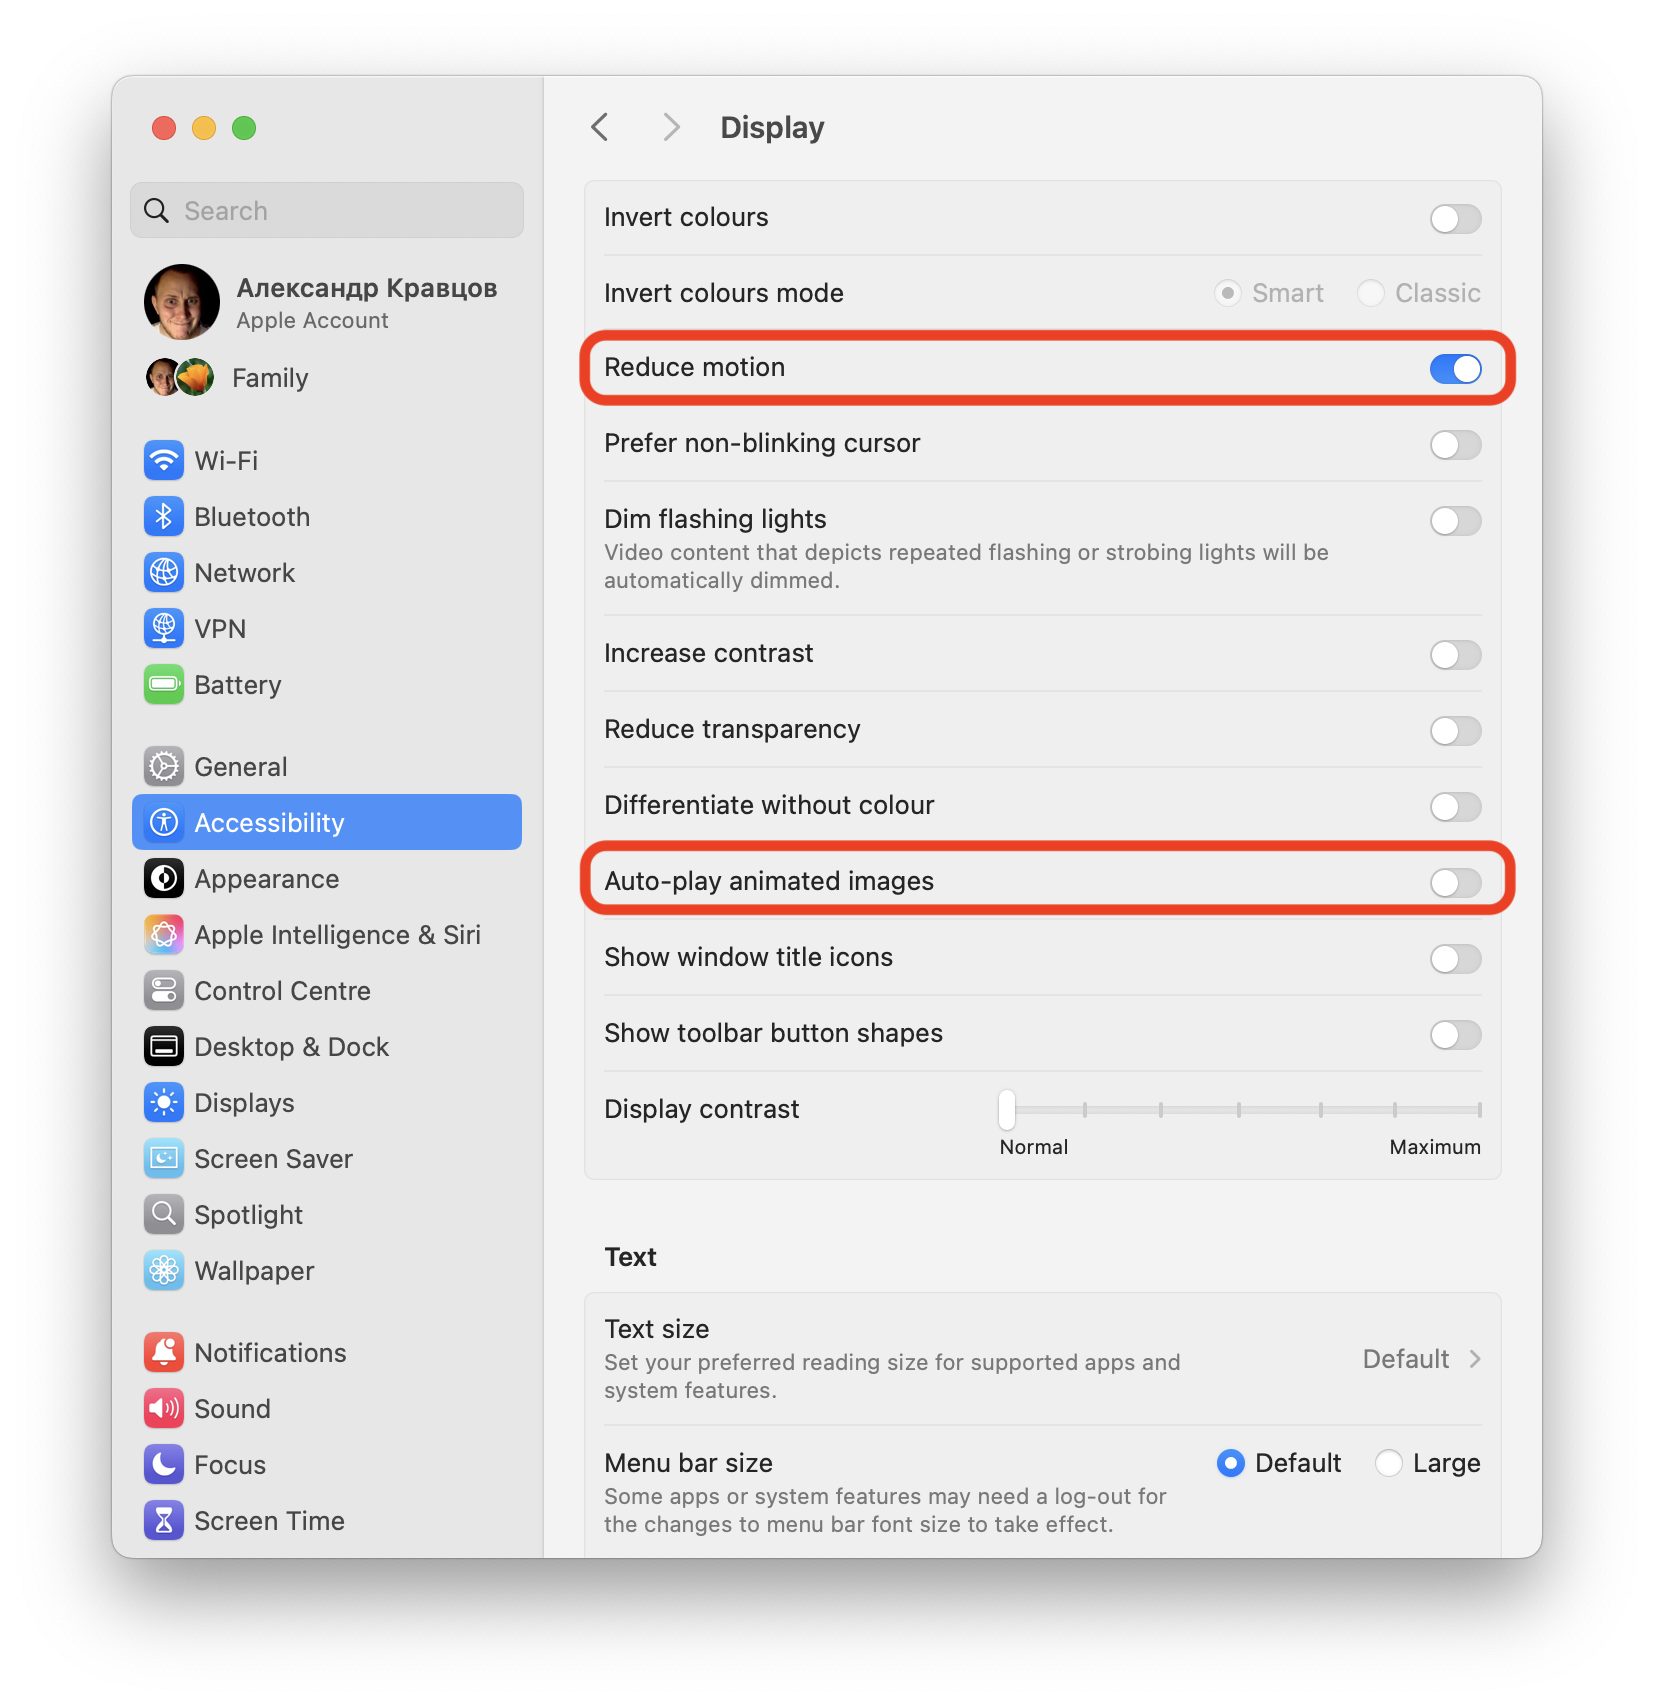 Search
Александр Кравцов
Apple Account
Family
Wi-Fi
Bluetooth
Network
VPN
Battery
General
Accessibility
Appearance
Apple Intelligence & Siri
Control Centre
Desktop & Dock
Displays
Screen Saver
Spotlight
Wallpaper
Notifications
Sound
Focus
Screen Time
Display
Invert colours
Invert colours mode Smart Classic
Reduce motion
Prefer non-blinking cursor
Dim flashing lights
Video content that depicts repeated flashing or strobing lights will be
automatically dimmed.
Increase contrast
Reduce transparency
Differentiate without colour
Auto-play animated images
Show window title icons
Show toolbar button shapes
Display contrast
Normal Maximum
Text
Text size
Set your preferred reading size for supported apps and
system features.
Default
Menu bar size Default Large
Some apps or system features may need a log-out for
the changes to menu bar font size to take effect.